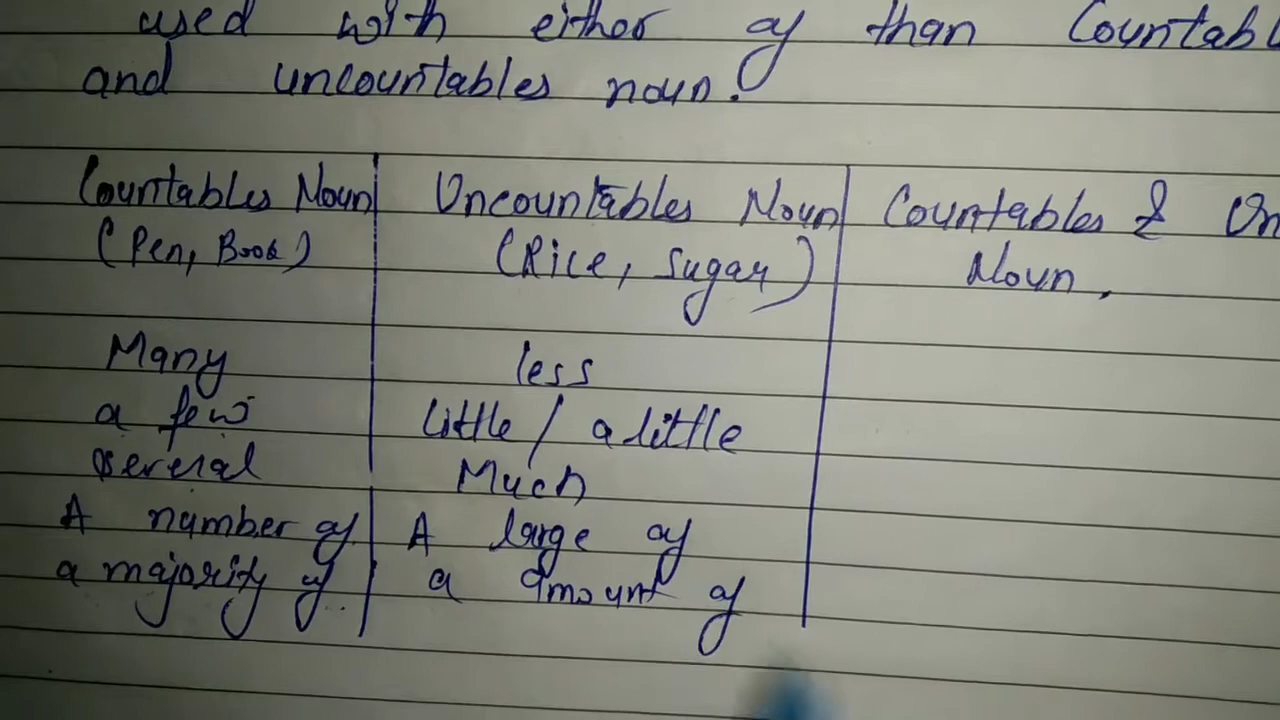 used with either of than Countabl
and uncountables noun.
Countables Noun Uncountables Noun Countables & Un
(Pen, Book) (Rice, Sugar) Noun.
Many less
a few little / a little
several Much
A number of A large of
a majority of a amount of